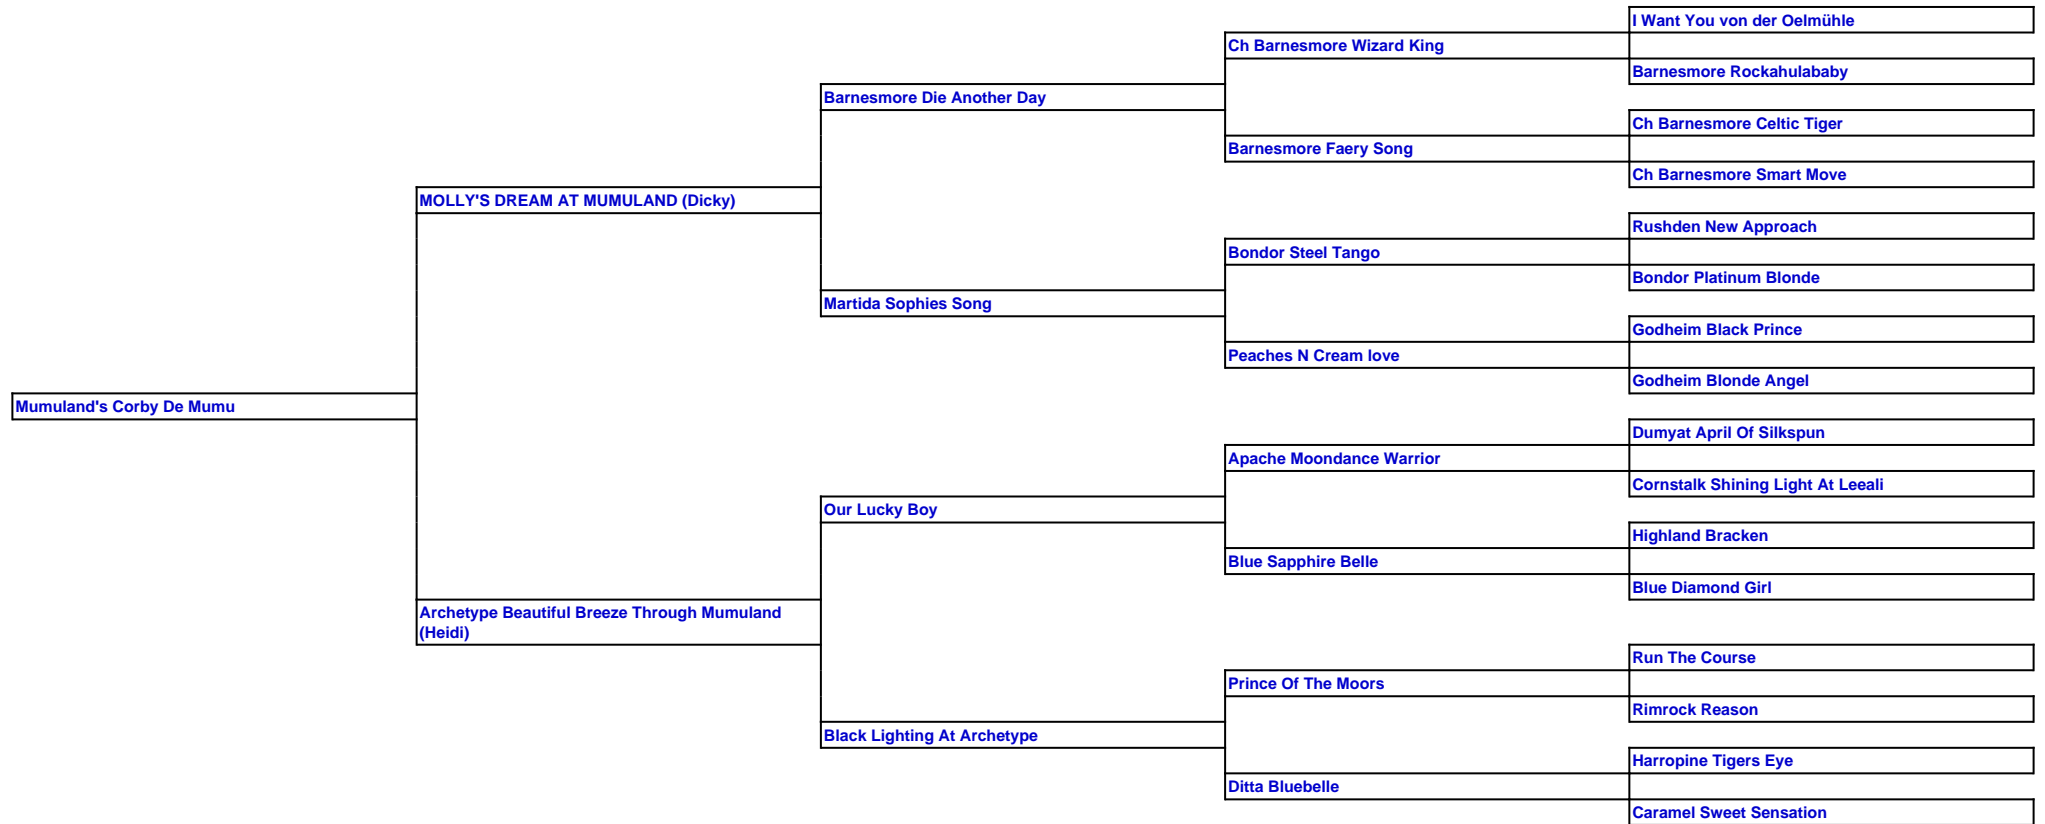 I Want You von der Oelmühle
Ch Barnesmore Wizard King
Barnesmore Rockahulababy
Barnesmore Die Another Day
Ch Barnesmore Celtic Tiger
Barnesmore Faery Song
Ch Barnesmore Smart Move
MOLLY'S DREAM AT MUMULAND (Dicky)
Rushden New Approach
Bondor Steel Tango
Bondor Platinum Blonde
Martida Sophies Song
Godheim Black Prince
Peaches N Cream love
Godheim Blonde Angel
Mumuland's Corby De Mumu
Dumyat April Of Silkspun
Apache Moondance Warrior
Cornstalk Shining Light At Leeali
Our Lucky Boy
Highland Bracken
Blue Sapphire Belle
Blue Diamond Girl
Archetype Beautiful Breeze Through Mumuland
(Heidi)
Run The Course
Prince Of The Moors
Rimrock Reason
Black Lighting At Archetype
Harropine Tigers Eye
Ditta Bluebelle
Caramel Sweet Sensation